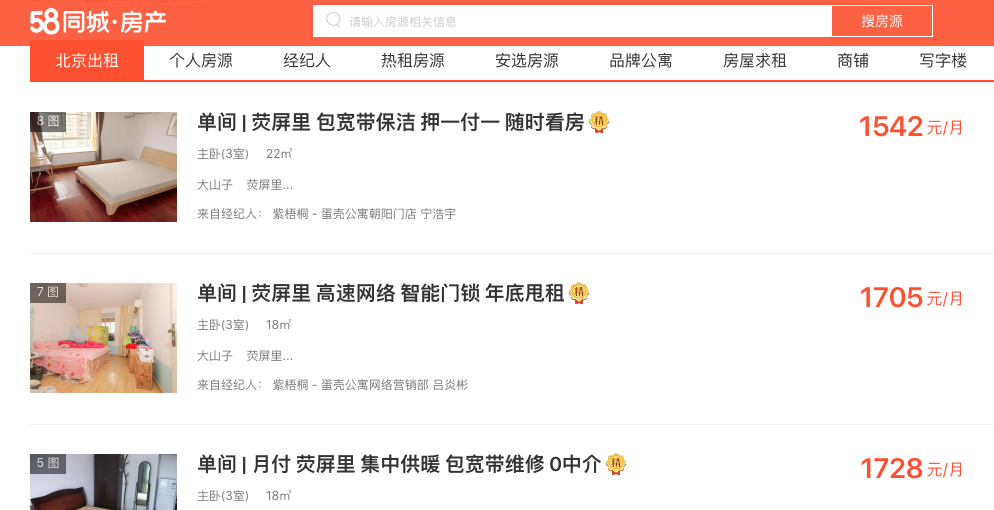 58同城·房产
请输入房源相关信息
搜房源
北京出租 个人房源 经纪人 热租房源 安选房源 品牌公寓 房屋求租 商铺 写字楼
8 图
单间 | 荧屏里 包宽带保洁 押一付一 随时看房 精
1542 元/月
主卧(3室) 22㎡
大山子 荧屏里...
来自经纪人: 紫梧桐 - 蛋壳公寓朝阳门店 宁浩宇
7 图
单间 | 荧屏里 高速网络 智能门锁 年底甩租 精
1705 元/月
主卧(3室) 18㎡
大山子 荧屏里...
来自经纪人: 紫梧桐 - 蛋壳公寓网络营销部 吕炎彬
5 图
单间 | 月付 荧屏里 集中供暖 包宽带维修 0中介 精
1728 元/月
主卧(3室) 18㎡